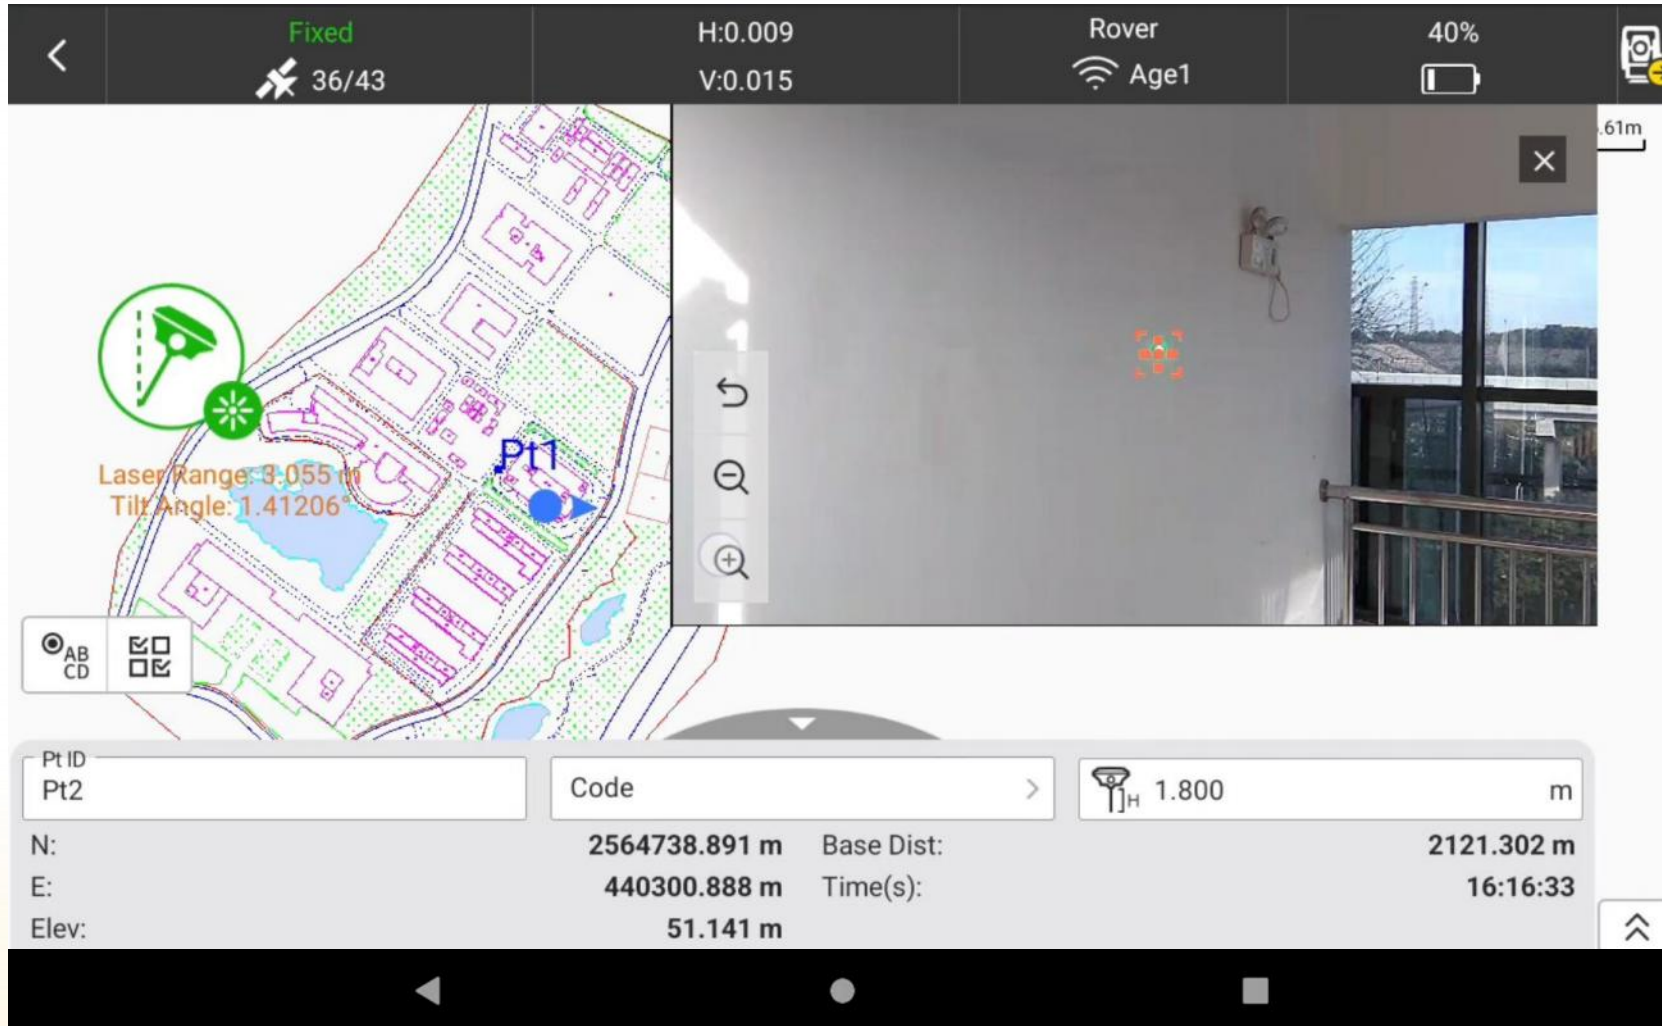 Fixed
36/43
H:0.009
V:0.015
Rover
Age1
40%
.61m
Pt1
Laser Range: 3.055 m
Tilt Angle: 1.41206°
AB
CD
Pt ID
Pt2
Code
H 1.800 m
N: 2564738.891 m Base Dist: 2121.302 m
E: 440300.888 m Time(s): 16:16:33
Elev: 51.141 m